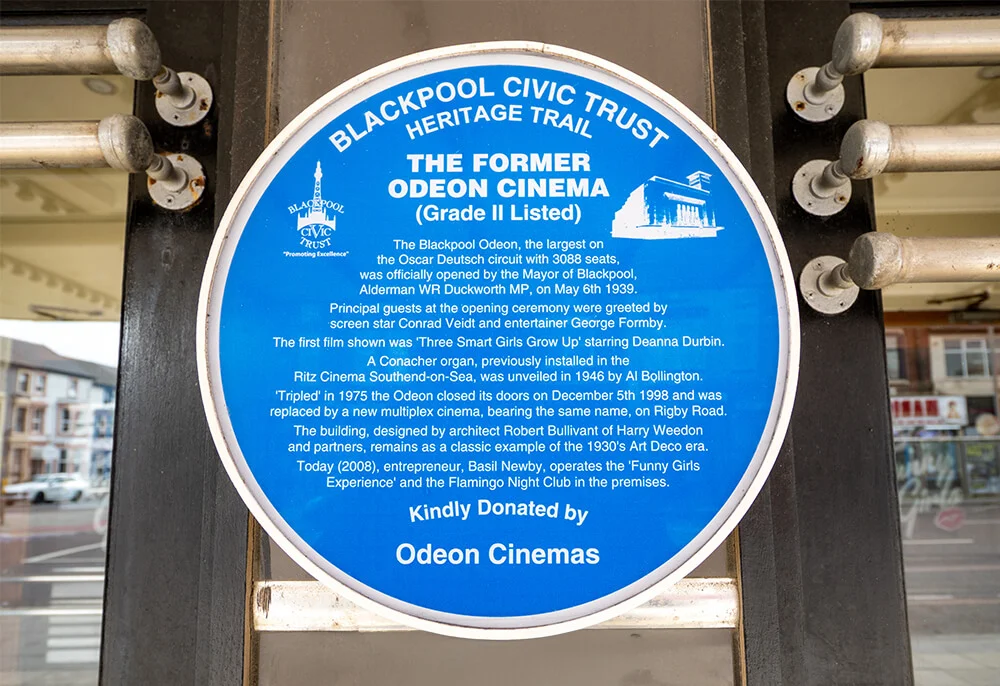 BLACKPOOL CIVIC TRUST
HERITAGE TRAIL
THE FORMER
ODEON CINEMA
(Grade II Listed)
BLACKPOOL
CIVIC
TRUST
"Promoting Excellence"
The Blackpool Odeon, the largest on
the Oscar Deutsch circuit with 3088 seats,
was officially opened by the Mayor of Blackpool,
Alderman WR Duckworth MP, on May 6th 1939.
Principal guests at the opening ceremony were greeted by
screen star Conrad Veidt and entertainer George Formby.
The first film shown was 'Three Smart Girls Grow Up' starring Deanna Durbin.
A Conacher organ, previously installed in the
Ritz Cinema Southend-on-Sea, was unveiled in 1946 by Al Bollington.
'Tripled' in 1975 the Odeon closed its doors on December 5th 1998 and was
replaced by a new multiplex cinema, bearing the same name, on Rigby Road.
The building, designed by architect Robert Bullivant of Harry Weedon
and partners, remains as a classic example of the 1930's Art Deco era.
Today (2008), entrepreneur, Basil Newby, operates the 'Funny Girls
Experience' and the Flamingo Night Club in the premises.
Kindly Donated by
Odeon Cinemas